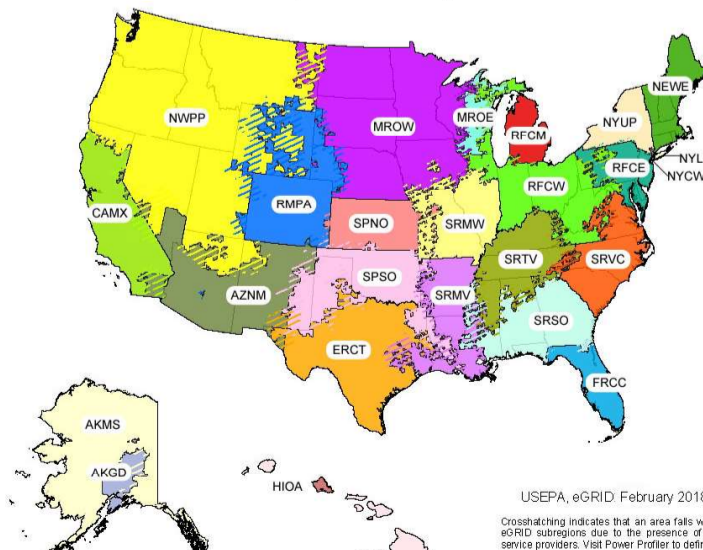 NEWE
NWPP
MROW
MROE
NYUP
RFCM
NYL
NYCW
RFCE
RFCW
CAMX
RMPA
SPNO
SRMW
SRTV
SRVC
SPSO
AZNM
SRMV
SRSO
ERCT
FRCC
AKMS
AKGD
HIOA
USEPA, eGRID February 2018
Crosshatching indicates that an area falls w
eGRID subregions due to the presence of
service providers. Visit Power Profiler to defin